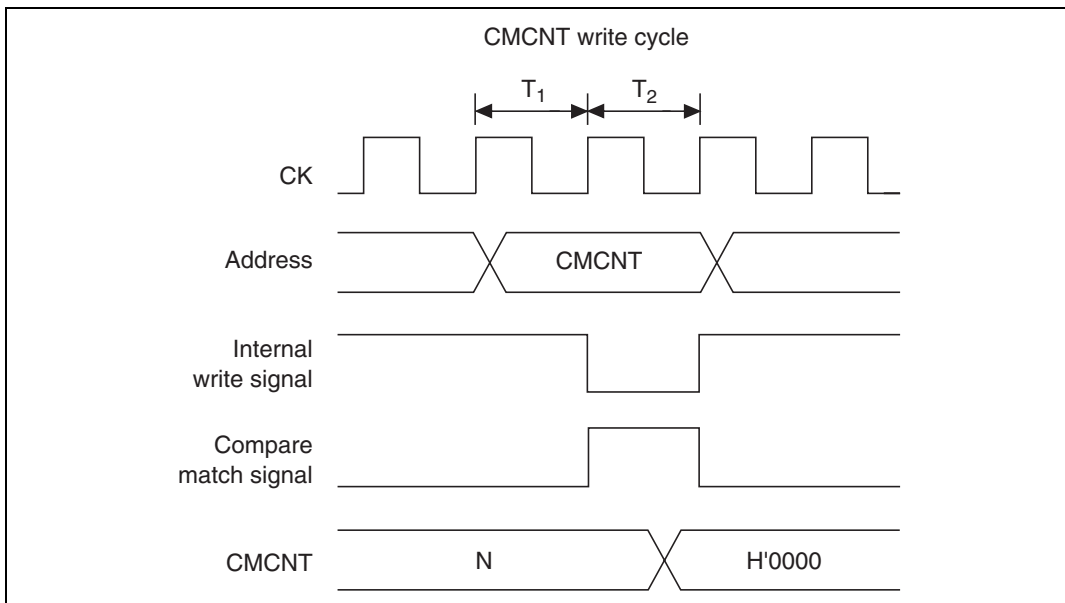 CMCNT write cycle
T1 T2
CK
Address CMCNT
Internal
write signal
Compare
match signal
CMCNT N H'0000